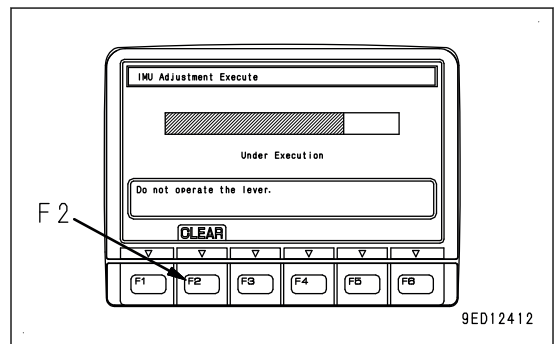 IMU Adjustment Execute
Under Execution
Do not operate the lever.
F2
CLEAR
F1 F2 F3 F4 F5 F6
9ED12412